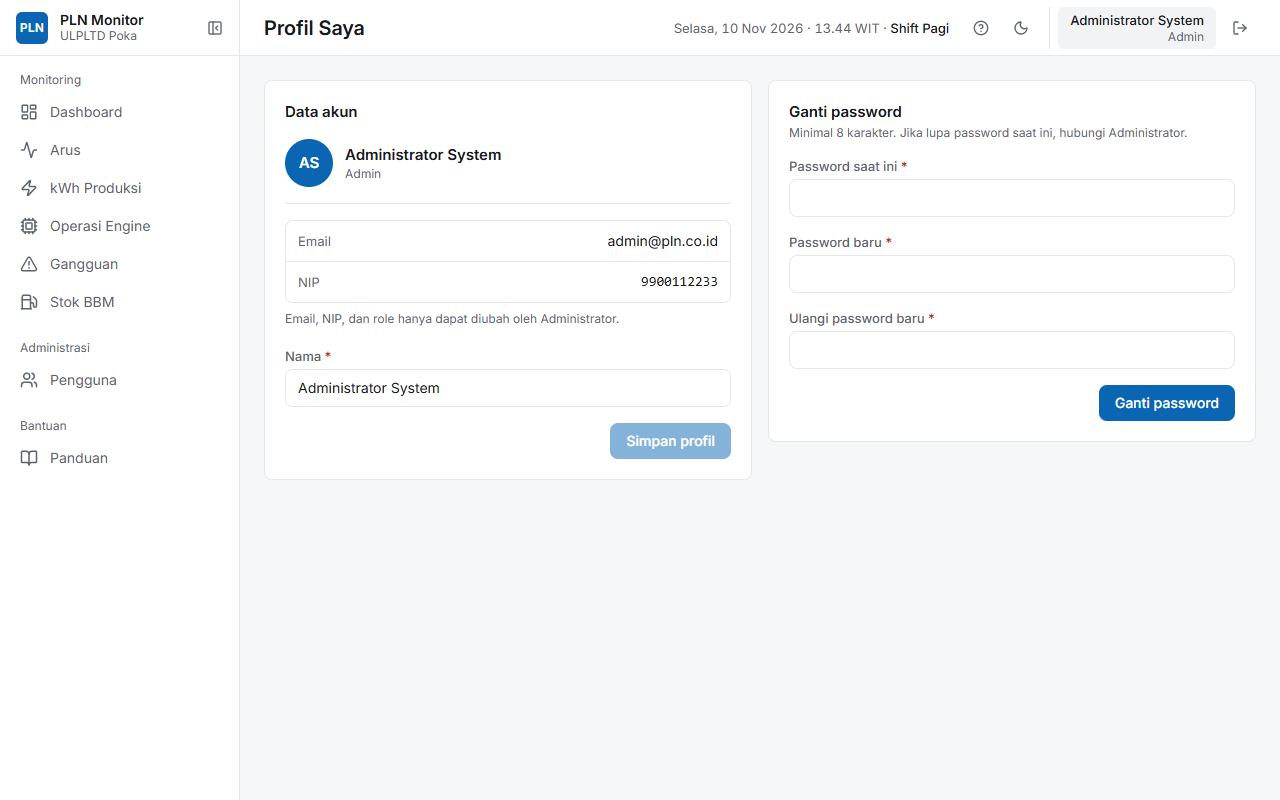 PLN
PLN Monitor
ULPLTD Poka
Monitoring
Dashboard
Arus
kWh Produksi
Operasi Engine
Gangguan
Stok BBM
Administrasi
Pengguna
Bantuan
Panduan
Profil Saya
Selasa, 10 Nov 2026 · 13.44 WIT · Shift Pagi
Administrator System
Admin
Data akun
AS
Administrator System
Admin
Email admin@pln.co.id
NIP 9900112233
Email, NIP, dan role hanya dapat diubah oleh Administrator.
Nama *
Administrator System
Simpan profil
Ganti password
Minimal 8 karakter. Jika lupa password saat ini, hubungi Administrator.
Password saat ini *
Password baru *
Ulangi password baru *
Ganti password